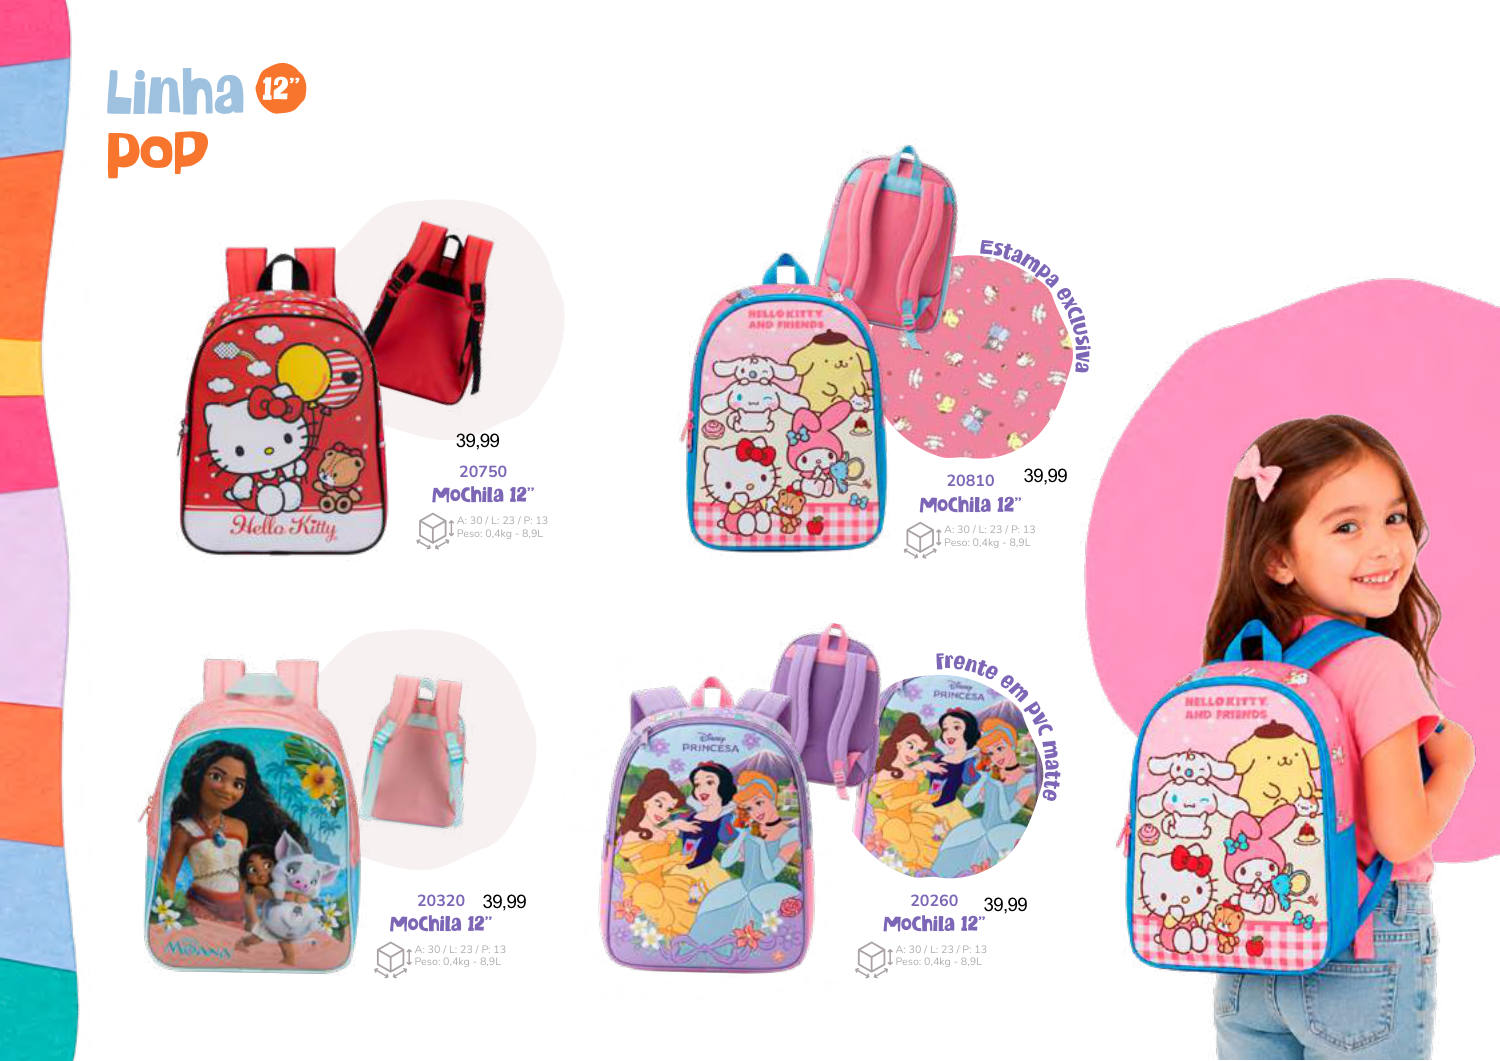 Linha 12”
POP
39,99
20750
Mochila 12”
A: 30 / L: 23 / P: 13
Peso: 0,4kg - 8,9L
Hello Kitty
Estampa exclusiva
HELLO KITTY
AND FRIENDS
20810 39,99
Mochila 12”
A: 30 / L: 23 / P: 13
Peso: 0,4kg - 8,9L
20320 39,99
Mochila 12”
A: 30 / L: 23 / P: 13
Peso: 0,4kg - 8,9L
MOANA
Frente em PVC matte
Disney
PRINCESA
Disney
PRINCESA
20260 39,99
Mochila 12”
A: 30 / L: 23 / P: 13
Peso: 0,4kg - 8,9L
HELLO KITTY
AND FRIENDS